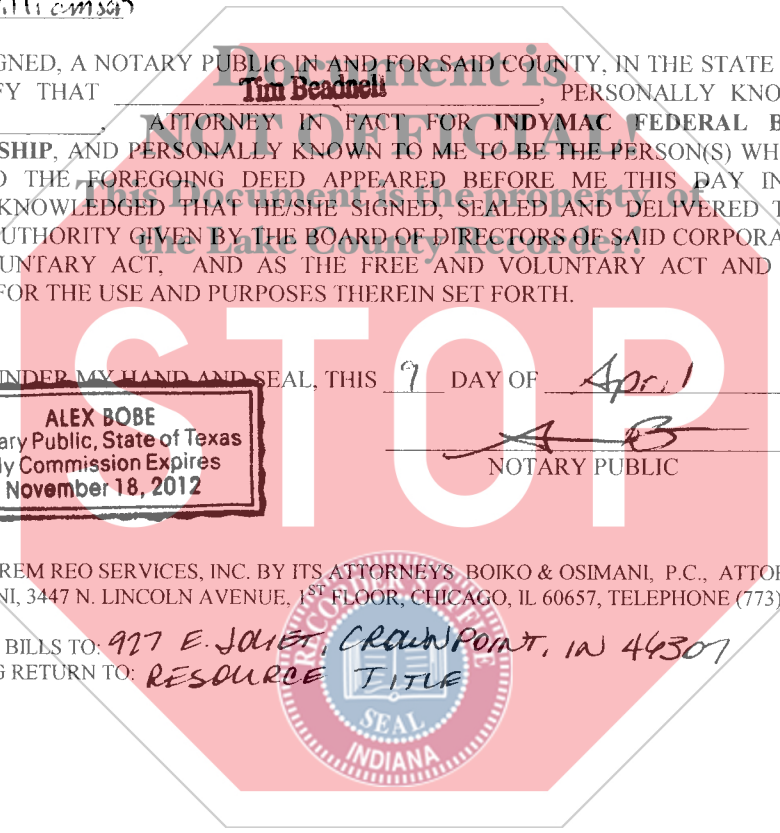 illiamson
GNED, A NOTARY PUBLIC IN AND FOR SAID COUNTY, IN THE STATE
FY THAT Tim Beadnell, PERSONALLY KNO
, ATTORNEY IN FACT FOR INDYMAC FEDERAL B
SHIP, AND PERSONALLY KNOWN TO ME TO BE THE PERSON(S) WH
D THE FOREGOING DEED APPEARED BEFORE ME THIS DAY IN
KNOWLEDGED THAT HE/SHE SIGNED, SEALED AND DELIVERED T
UTHORITY GIVEN BY THE BOARD OF DIRECTORS OF SAID CORPORA
UNTARY ACT, AND AS THE FREE AND VOLUNTARY ACT AND
FOR THE USE AND PURPOSES THEREIN SET FORTH.
Document is
NOT OFFICIAL!
This Document is the property of
the Lake County Recorder!
STOP
UNDER MY HAND AND SEAL, THIS 9 DAY OF April
ALEX BOBE
ary Public, State of Texas
y Commission Expires
November 18, 2012
NOTARY PUBLIC
REM REO SERVICES, INC. BY ITS ATTORNEYS, BOIKO & OSIMANI, P.C., ATTOR
NI, 3447 N. LINCOLN AVENUE, 1ST FLOOR, CHICAGO, IL 60657, TELEPHONE (773)
BILLS TO: 927 E. JOLIET, CROWN POINT, IN 46307
G RETURN TO: RESOURCE TITLE
RECORDER'S STATE
SEAL
INDIANA